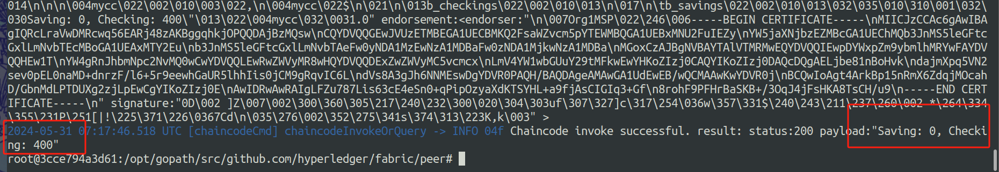 014\n\n\n\004mycc\022\002\010\003\022,\n\004mycc\022$\n\021\n\013b_checkings\022\002\010\013\n\017\n\tb_savings\022\002\010\013\032\035\010\310\001\032\
030Saving: 0, Checking: 400\"\013\022\004mycc\032\0031.0" endorsement:<endorser:"\n\007Org1MSP\022\246\006-----BEGIN CERTIFICATE-----\nMIICJzCCAc6gAwIBA
gIQRcLraVwDMRcwq56EARj48zAKBggqhkjOPQQDAjBzMQsw\nCQYDVQQGEwJVUzETMBEGA1UECBMKQ2FsaWZvcm5pYTEWMBQGA1UEBxMNU2FuIEZy\nYW5jaXNjbzEZMBcGA1UEChMQb3JnMS5leGFtc
GxlLmNvbTEcMBoGA1UEAxMTY2Eu\nb3JnMS5leGFtcGxlLmNvbTAeFw0yNDA1MzEwNzA1MDBaFw0zNDA1MjkwNzA1MDBa\nMGoxCzAJBgNVBAYTAlVTMRMwEQYDVQQIEwpDYWxpZm9ybmlhMRYwFAYDV
QQHEw1T\nYW4gRnJhbmNpc2NvMQ0wCwYDVQQLEwRwZWVyMR8wHQYDVQQDExZwZWVyMC5vcmcx\nLmV4YW1wbGUuY29tMFkwEwYHKoZIzj0CAQYIKoZIzj0DAQcDQgAELjbe81nBoHvk\ndajmXpq5VN2
sev0pEL0naMD+dnrzF/l6+5r9eewhGaUR5lhhIis0jCM9gRqvIC6L\ndVs8A3gJh6NNMEswDgYDVR0PAQH/BAQDAgeAMAwGA1UdEwEB/wQCMAAwKwYDVR0j\nBCQwIoAgt4ArkBp15nRmX6ZdqjMOcah
D/GbnMdLPTDUXg2zjLpEwCgYIKoZIzj0E\nAwIDRwAwRAIgLFZu787Lis63cE4eSn0+qPipOzyaXdKTSYHL+a9fjAsCIGIq3+Gf\n8rohF9PFHrBaSKB+/3OqJ4jFsHKA8TsCH/u9\n-----END CERT
IFICATE-----\n" signature:"0D\002 ]Z\007\002\300\360\305\217\240\232\300\020\304\303uf\307\327]c\317\254\036w\357\331$\240\243\211\237\260\002 *\264\334
\355\231P\251[|!\225\371\226\0367Cd\n\035\276\002\352\275\341s\374\313\223K,k\003" >
2024-05-31 07:17:46.518 UTC [chaincodeCmd] chaincodeInvokeOrQuery -> INFO 04f Chaincode invoke successful. result: status:200 payload:"Saving: 0, Checki
ng: 400"
root@3cce794a3d61:/opt/gopath/src/github.com/hyperledger/fabric/peer#